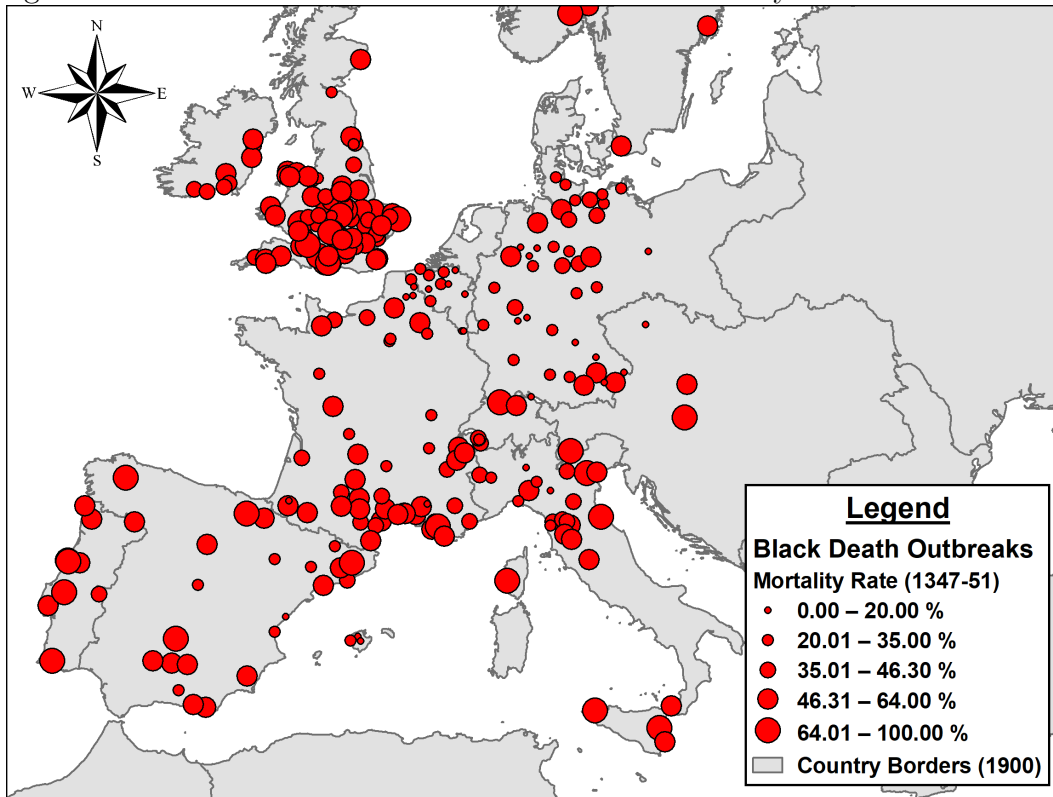 N
W E
S
Legend
Black Death Outbreaks
Mortality Rate (1347-51)
0.00 – 20.00 %
20.01 – 35.00 %
35.01 – 46.30 %
46.31 – 64.00 %
64.01 – 100.00 %
Country Borders (1900)